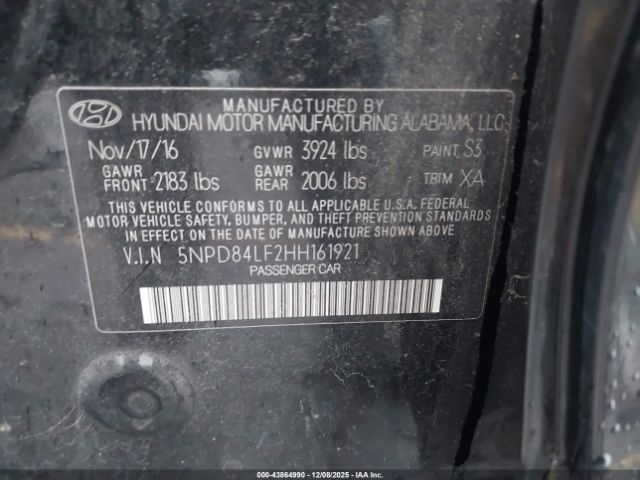 MANUFACTURED BY
HYUNDAI MOTOR MANUFACTURING ALABAMA, LLC
Nov/17/16 GVWR 3924 lbs PAINT S3
GAWR FRONT 2183 lbs GAWR REAR 2006 lbs TRIM XA
THIS VEHICLE CONFORMS TO ALL APPLICABLE U.S.A. FEDERAL
MOTOR VEHICLE SAFETY, BUMPER, AND THEFT PREVENTION STANDARDS
IN EFFECT ON THE DATE OF MANUFACTURE SHOWN ABOVE
V.I.N 5NPD84LF2HH161921
PASSENGER CAR
000-43864990 - 12/08/2025 - IAA Inc.